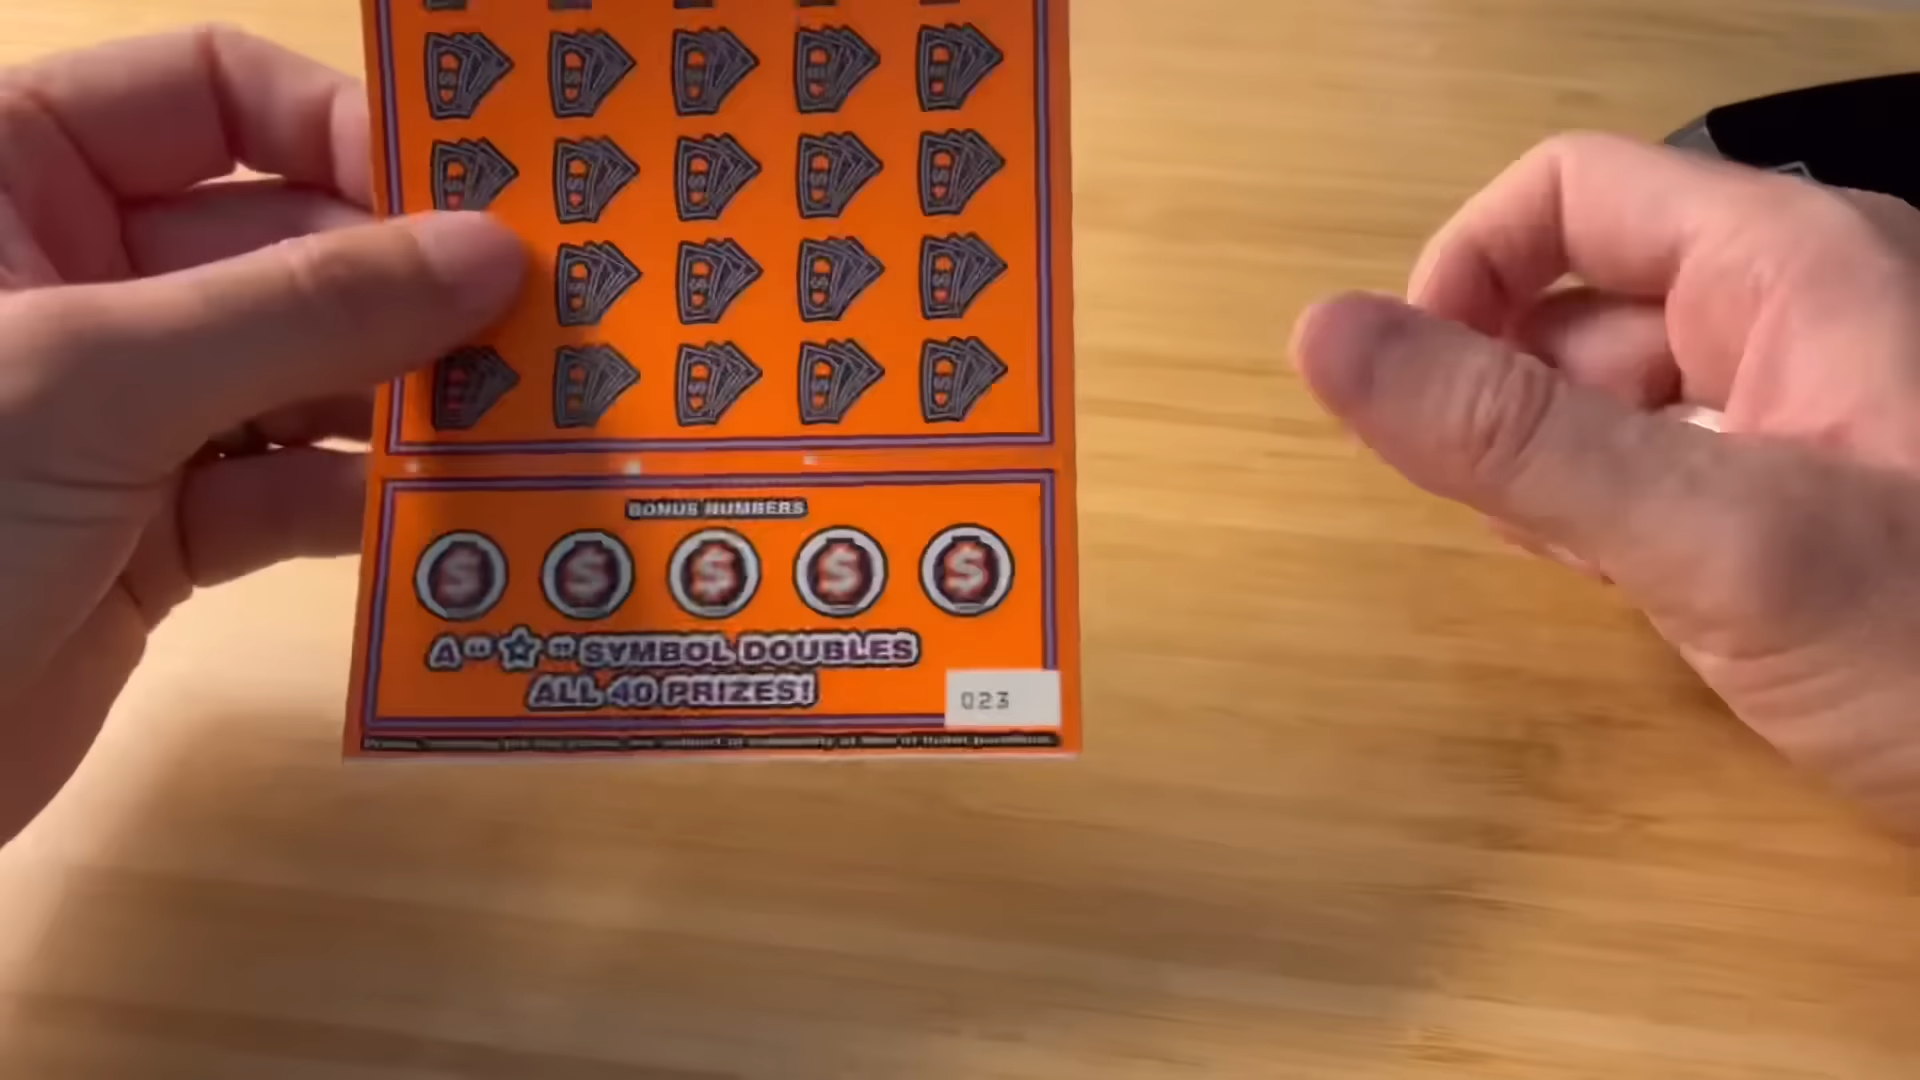 BONUS NUMBERS
$ $ $ $ $
A "☆" SYMBOL DOUBLES
ALL 40 PRIZES!
023